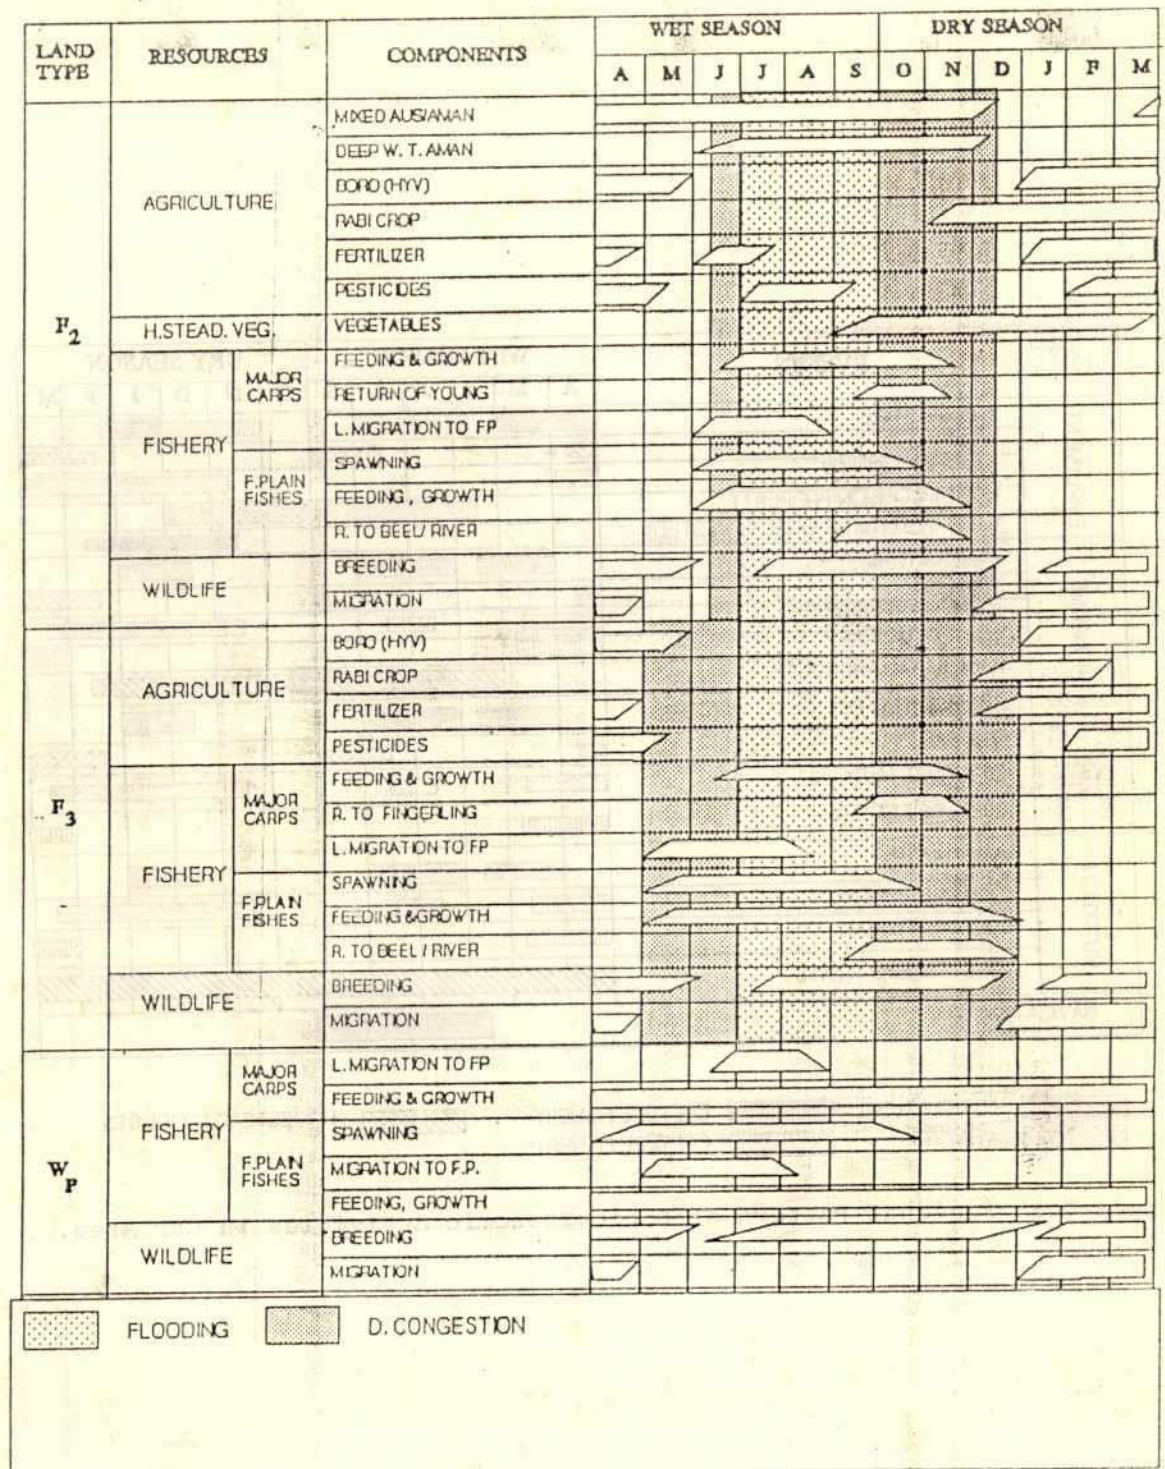 LAND TYPE RESOURCES COMPONENTS WET SEASON DRY SEASON
A M J J A S O N D J F M
F2
AGRICULTURE
MIXED AUS/AMAN
DEEP W. T. AMAN
BORO (HYV)
RABI CROP
FERTILIZER
PESTICIDES
H.STEAD. VEG. VEGETABLES
FISHERY
MAJOR CARPS
FEEDING & GROWTH
RETURN OF YOUNG
L. MIGRATION TO FP
F.PLAIN FISHES
SPAWNING
FEEDING , GROWTH
R. TO BEEL/ RIVER
WILDLIFE
BREEDING
MIGRATION
F3
AGRICULTURE
BORO (HYV)
RABI CROP
FERTILIZER
PESTICIDES
FISHERY
MAJOR CARPS
FEEDING & GROWTH
R. TO FINGERLING
L. MIGRATION TO FP
F.PLAIN FISHES
SPAWNING
FEEDING &GROWTH
R. TO BEEL / RIVER
WILDLIFE
BREEDING
MIGRATION
WP
FISHERY
MAJOR CARPS
L. MIGRATION TO FP
FEEDING & GROWTH
F.PLAIN FISHES
SPAWNING
MIGRATION TO F.P.
FEEDING, GROWTH
WILDLIFE
BREEDING
MIGRATION
FLOODING D. CONGESTION